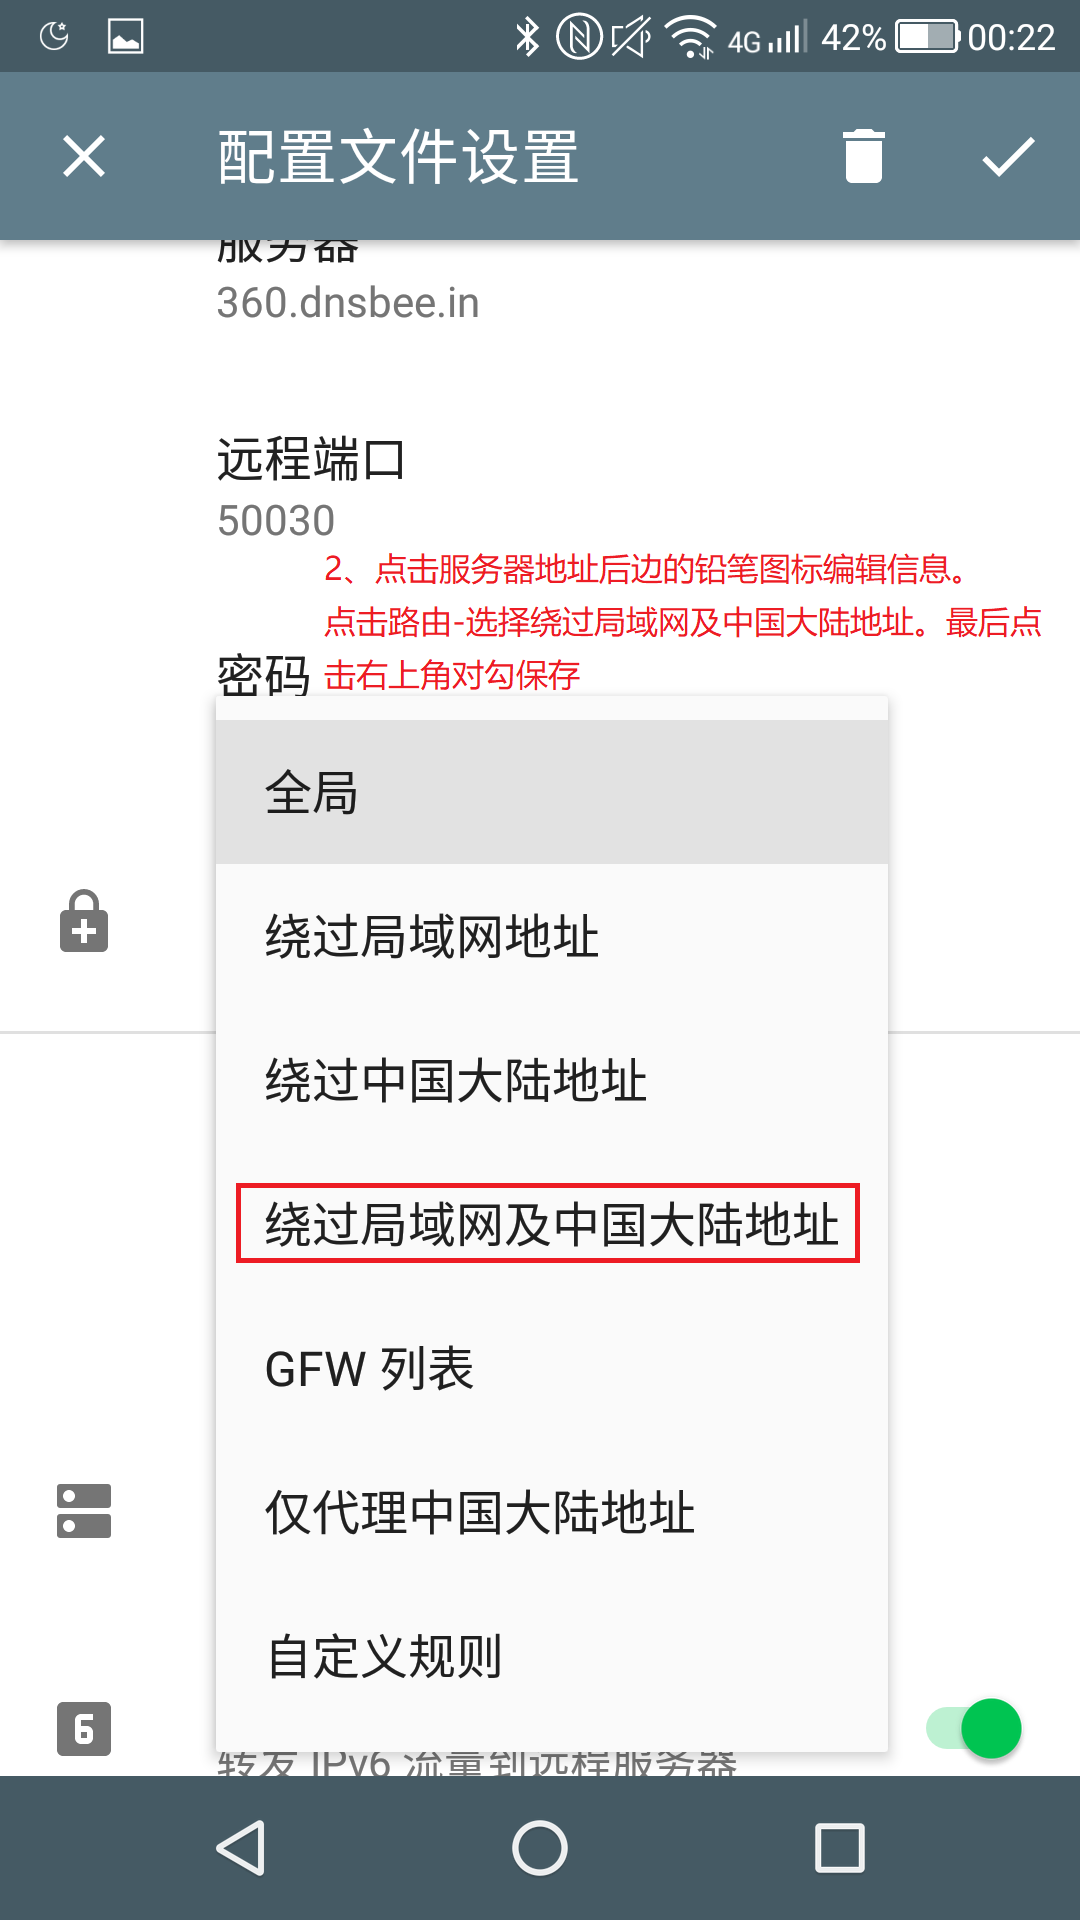 4G 42% 00:22
配置文件设置
服务器
360.dnsbee.in
远程端口
50030
2、点击服务器地址后边的铅笔图标编辑信息。
点击路由-选择绕过局域网及中国大陆地址。最后点
击右上角对勾保存
密码
全局
绕过局域网地址
绕过中国大陆地址
绕过局域网及中国大陆地址
GFW 列表
仅代理中国大陆地址
自定义规则
6
转发 IPv6 流量到远程服务器